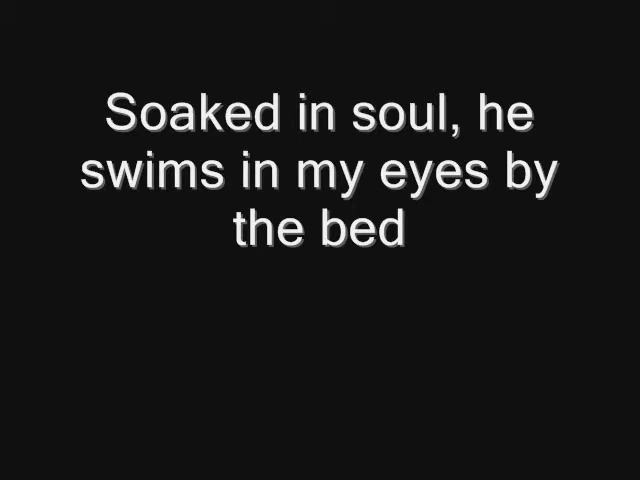 Soaked in soul, he
swims in my eyes by
the bed